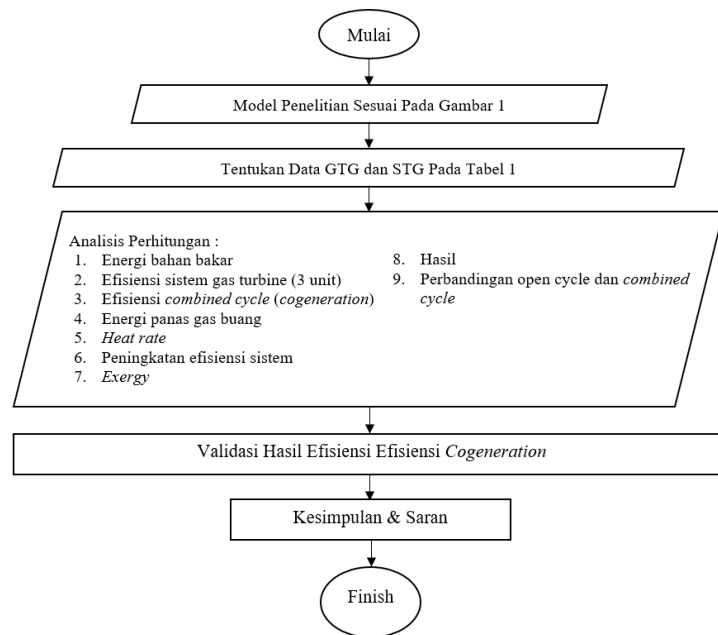 Mulai
Model Penelitian Sesuai Pada Gambar 1
Tentukan Data GTG dan STG Pada Tabel 1
Analisis Perhitungan :
1. Energi bahan bakar
2. Efisiensi sistem gas turbine (3 unit)
3. Efisiensi combined cycle (cogeneration)
4. Energi panas gas buang
5. Heat rate
6. Peningkatan efisiensi sistem
7. Exergy
8. Hasil
9. Perbandingan open cycle dan combined
cycle
Validasi Hasil Efisiensi Efisiensi Cogeneration
Kesimpulan & Saran
Finish